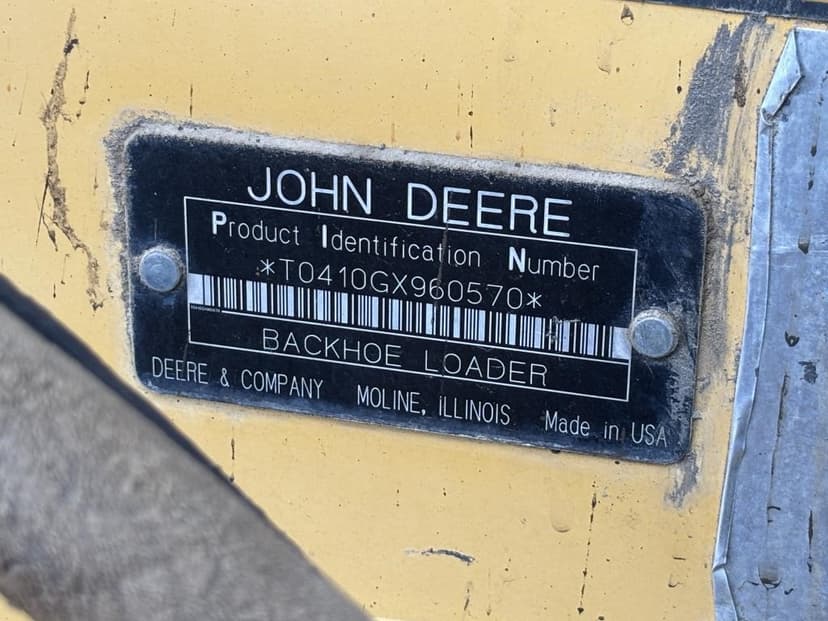 JOHN DEERE
Product Identification Number
*T0410GX960570*
BACKHOE LOADER
DEERE & COMPANY MOLINE, ILLINOIS Made in USA